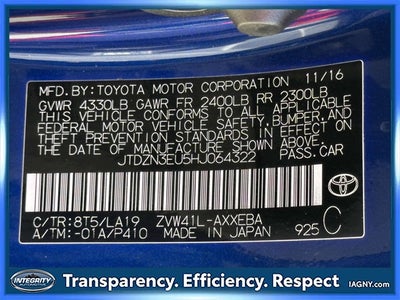 MFD.BY:TOYOTA MOTOR CORPORATION 11/16
GVWR 4330LB GAWR FR 2400LB RR 2300LB
THIS VEHICLE CONFORMS TO ALL APPLICABLE
FEDERAL MOTOR VEHICLE SAFETY, BUMPER, AND
THEFT PREVENTION STANDARDS IN EFFECT ON
THE DATE OF MANUFACTURE SHOWN ABOVE.
JTDZN3EU5HJ064322 PASS.CAR
C/TR:8T5/LA19 ZVW41L-AXXEBA
A/TM:-01A/P410 MADE IN JAPAN 925 C
TOYOTA
INTEGRITY
Transparency. Efficiency. Respect.
IAGNY.com